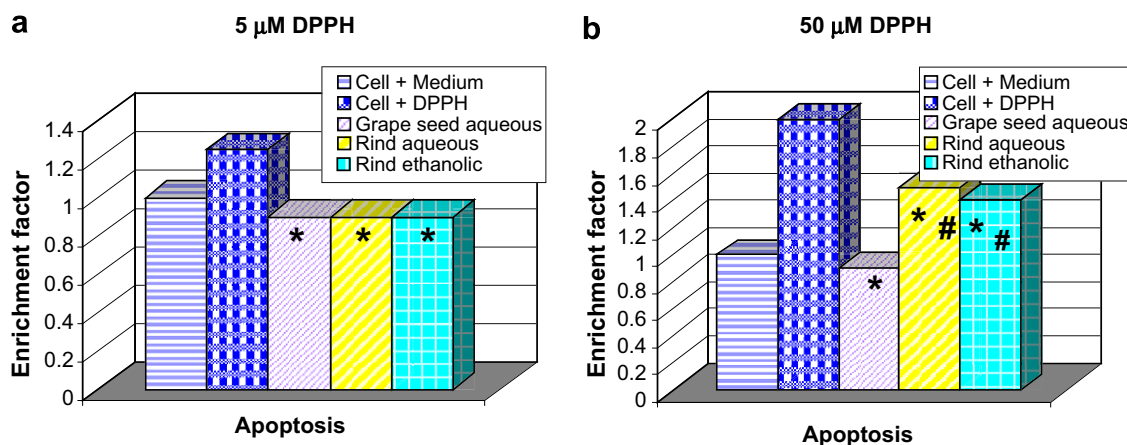 a
5 µM DPPH
Cell + Medium
Cell + DPPH
Grape seed aqueous
Rind aqueous
Rind ethanolic
Enrichment factor
1.4
1.2
1
0.8
0.6
0.4
0.2
0
* * *
Apoptosis
b
50 µM DPPH
Cell + Medium
Cell + DPPH
Grape seed aqueous
Rind aqueous
Rind ethanolic
Enrichment factor
2
1.8
1.6
1.4
1.2
1
0.8
0.6
0.4
0.2
0
* # * #
*
Apoptosis